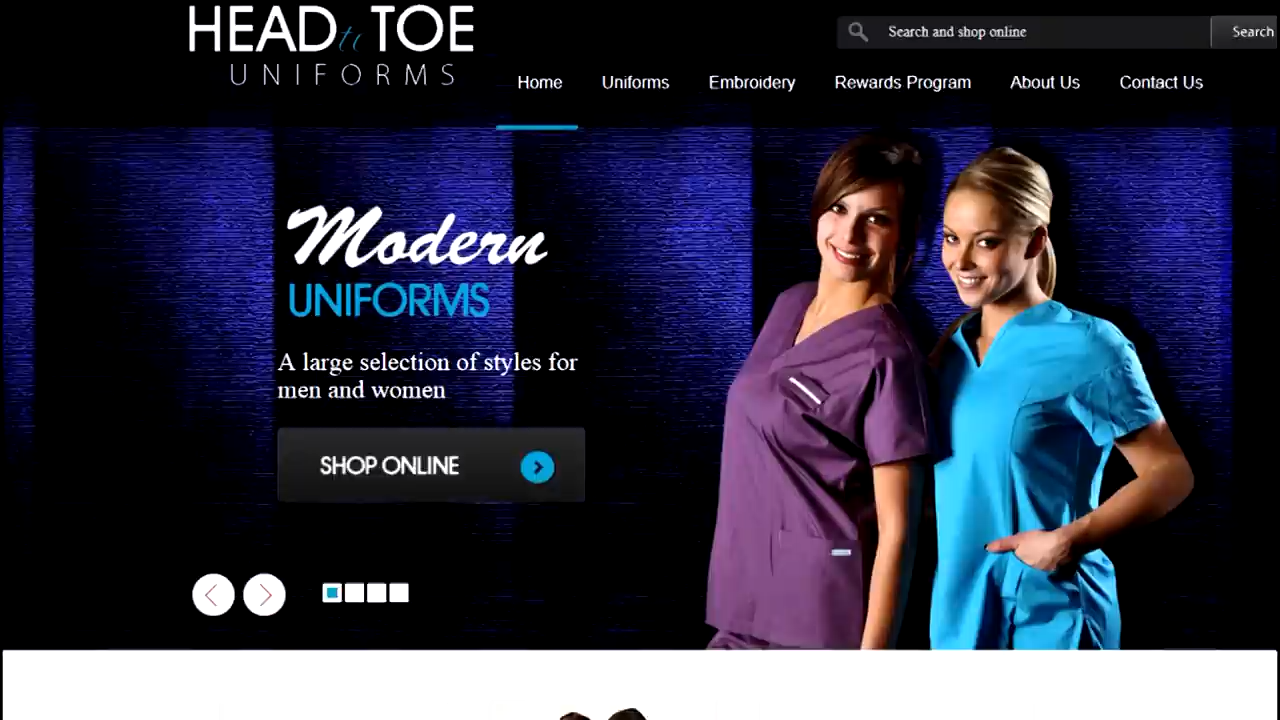 HEAD to TOE
UNIFORMS
Search and shop online
Search
Home
Uniforms
Embroidery
Rewards Program
About Us
Contact Us
Modern
UNIFORMS
A large selection of styles for
men and women
SHOP ONLINE